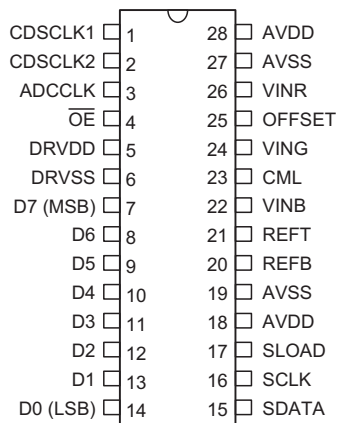 CDSCLK1 1 28 AVDD
CDSCLK2 2 27 AVSS
ADCCLK 3 26 VINR
OE 4 25 OFFSET
DRVDD 5 24 VING
DRVSS 6 23 CML
D7 (MSB) 7 22 VINB
D6 8 21 REFT
D5 9 20 REFB
D4 10 19 AVSS
D3 11 18 AVDD
D2 12 17 SLOAD
D1 13 16 SCLK
D0 (LSB) 14 15 SDATA